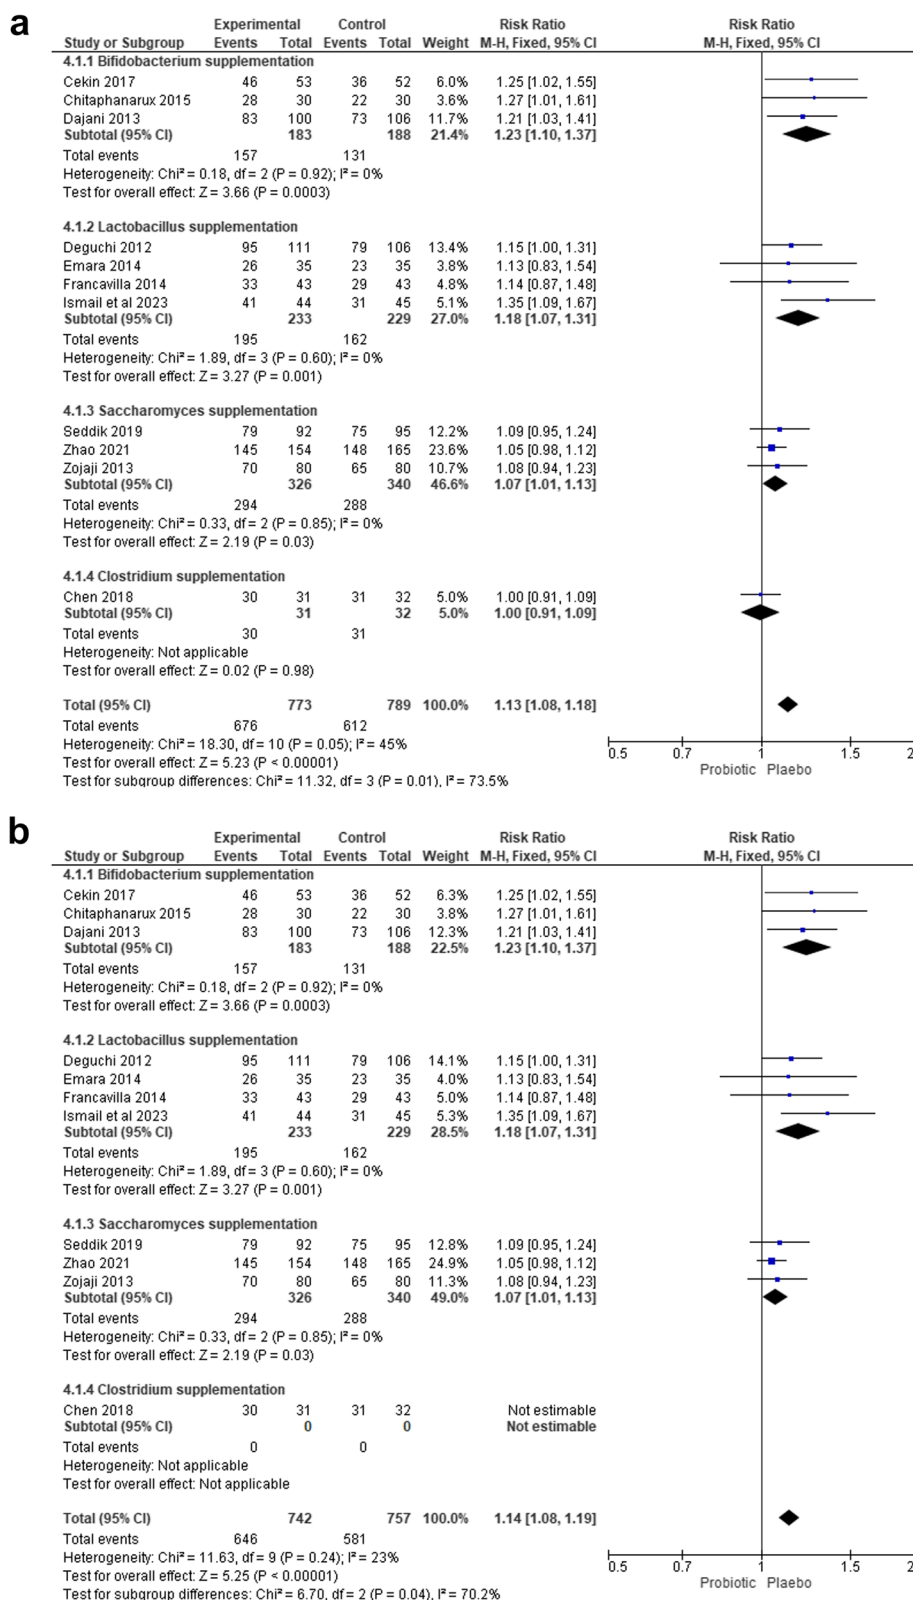 a
Experimental Control Risk Ratio Risk Ratio
Study or Subgroup Events Total Events Total Weight M-H, Fixed, 95% CI M-H, Fixed, 95% CI
4.1.1 Bifidobacterium supplementation
Cekin 2017 46 53 36 52 6.0% 1.25 [1.02, 1.55]
Chitaphanarux 2015 28 30 22 30 3.6% 1.27 [1.01, 1.61]
Dajani 2013 83 100 73 106 11.7% 1.21 [1.03, 1.41]
Subtotal (95% CI) 183 188 21.4% 1.23 [1.10, 1.37]
Total events 157 131
Heterogeneity: Chi² = 0.18, df = 2 (P = 0.92); I² = 0%
Test for overall effect: Z = 3.66 (P = 0.0003)
4.1.2 Lactobacillus supplementation
Deguchi 2012 95 111 79 106 13.4% 1.15 [1.00, 1.31]
Emara 2014 26 35 23 35 3.8% 1.13 [0.83, 1.54]
Francavilla 2014 33 43 29 43 4.8% 1.14 [0.87, 1.48]
Ismail et al 2023 41 44 31 45 5.1% 1.35 [1.09, 1.67]
Subtotal (95% CI) 233 229 27.0% 1.18 [1.07, 1.31]
Total events 195 162
Heterogeneity: Chi² = 1.89, df = 3 (P = 0.60); I² = 0%
Test for overall effect: Z = 3.27 (P = 0.001)
4.1.3 Saccharomyces supplementation
Seddik 2019 79 92 75 95 12.2% 1.09 [0.95, 1.24]
Zhao 2021 145 154 148 165 23.6% 1.05 [0.98, 1.12]
Zojaji 2013 70 80 65 80 10.7% 1.08 [0.94, 1.23]
Subtotal (95% CI) 326 340 46.6% 1.07 [1.01, 1.13]
Total events 294 288
Heterogeneity: Chi² = 0.33, df = 2 (P = 0.85); I² = 0%
Test for overall effect: Z = 2.19 (P = 0.03)
4.1.4 Clostridium supplementation
Chen 2018 30 31 31 32 5.0% 1.00 [0.91, 1.09]
Subtotal (95% CI) 31 32 5.0% 1.00 [0.91, 1.09]
Total events 30 31
Heterogeneity: Not applicable
Test for overall effect: Z = 0.02 (P = 0.98)
Total (95% CI) 773 789 100.0% 1.13 [1.08, 1.18]
Total events 676 612
Heterogeneity: Chi² = 18.30, df = 10 (P = 0.05); I² = 45%
Test for overall effect: Z = 5.23 (P < 0.00001)
Test for subgroup differences: Chi² = 11.32, df = 3 (P = 0.01), I² = 73.5%
0.5 0.7 1 1.5 2
Probiotic Placebo
b
Experimental Control Risk Ratio Risk Ratio
Study or Subgroup Events Total Events Total Weight M-H, Fixed, 95% CI M-H, Fixed, 95% CI
4.1.1 Bifidobacterium supplementation
Cekin 2017 46 53 36 52 6.3% 1.25 [1.02, 1.55]
Chitaphanarux 2015 28 30 22 30 3.8% 1.27 [1.01, 1.61]
Dajani 2013 83 100 73 106 12.3% 1.21 [1.03, 1.41]
Subtotal (95% CI) 183 188 22.5% 1.23 [1.10, 1.37]
Total events 157 131
Heterogeneity: Chi² = 0.18, df = 2 (P = 0.92); I² = 0%
Test for overall effect: Z = 3.66 (P = 0.0003)
4.1.2 Lactobacillus supplementation
Deguchi 2012 95 111 79 106 14.1% 1.15 [1.00, 1.31]
Emara 2014 26 35 23 35 4.0% 1.13 [0.83, 1.54]
Francavilla 2014 33 43 29 43 5.0% 1.14 [0.87, 1.48]
Ismail et al 2023 41 44 31 45 5.3% 1.35 [1.09, 1.67]
Subtotal (95% CI) 233 229 28.5% 1.18 [1.07, 1.31]
Total events 195 162
Heterogeneity: Chi² = 1.89, df = 3 (P = 0.60); I² = 0%
Test for overall effect: Z = 3.27 (P = 0.001)
4.1.3 Saccharomyces supplementation
Seddik 2019 79 92 75 95 12.8% 1.09 [0.95, 1.24]
Zhao 2021 145 154 148 165 24.9% 1.05 [0.98, 1.12]
Zojaji 2013 70 80 65 80 11.3% 1.08 [0.94, 1.23]
Subtotal (95% CI) 326 340 49.0% 1.07 [1.01, 1.13]
Total events 294 288
Heterogeneity: Chi² = 0.33, df = 2 (P = 0.85); I² = 0%
Test for overall effect: Z = 2.19 (P = 0.03)
4.1.4 Clostridium supplementation
Chen 2018 30 31 31 32 Not estimable
Subtotal (95% CI) 0 0 Not estimable
Total events 0 0
Heterogeneity: Not applicable
Test for overall effect: Not applicable
Total (95% CI) 742 757 100.0% 1.14 [1.08, 1.19]
Total events 646 581
Heterogeneity: Chi² = 11.63, df = 9 (P = 0.24); I² = 23%
Test for overall effect: Z = 5.25 (P < 0.00001)
Test for subgroup differences: Chi² = 6.70, df = 2 (P = 0.04), I² = 70.2%
0.5 0.7 1 1.5 2
Probiotic Placebo